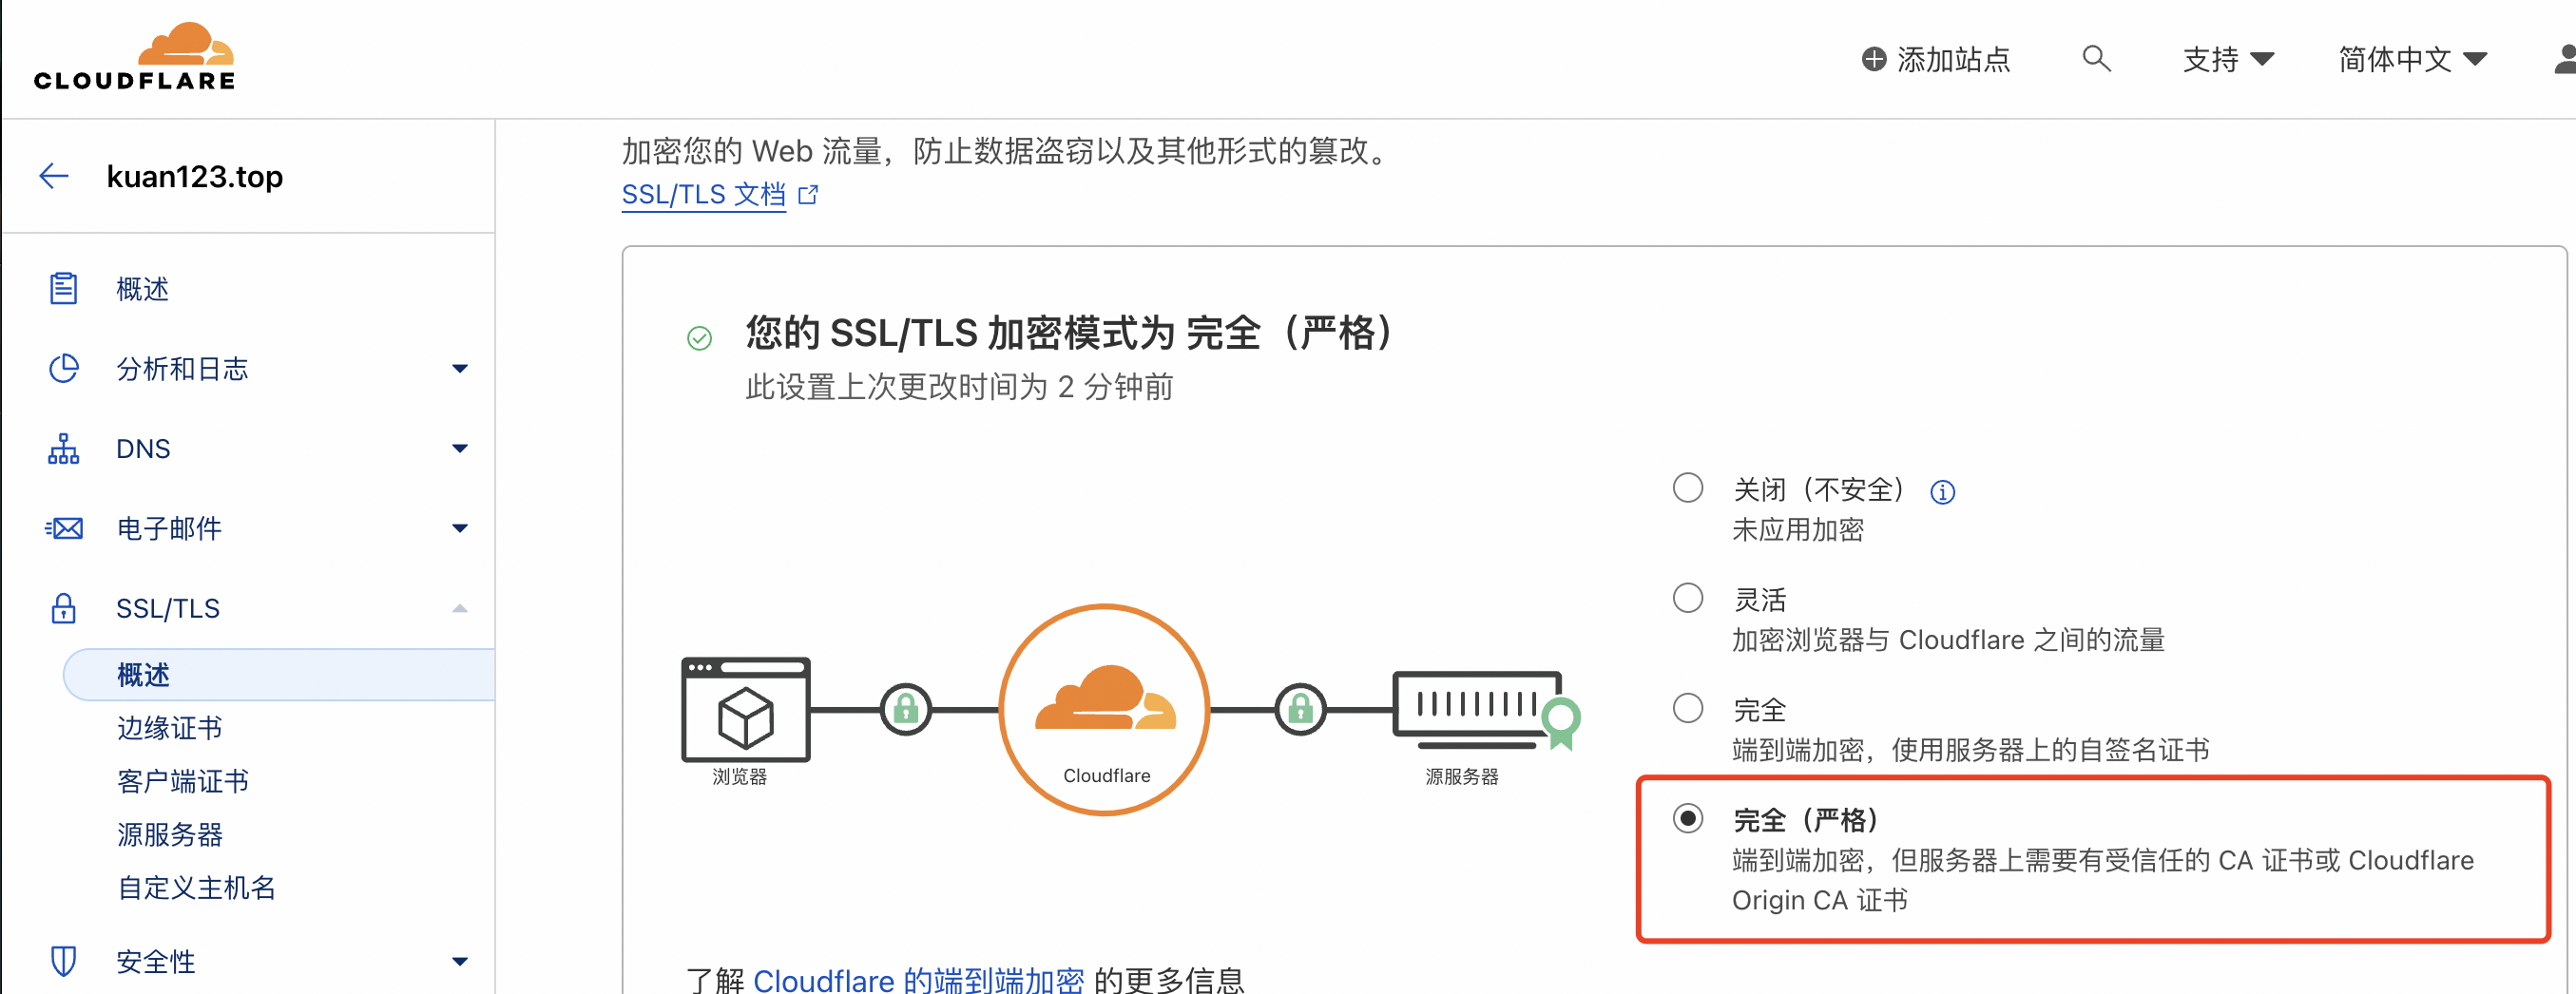 CLOUDFLARE
添加站点
支持
简体中文
kuan123.top
概述
分析和日志
DNS
电子邮件
SSL/TLS
概述
边缘证书
客户端证书
源服务器
自定义主机名
安全性
加密您的 Web 流量，防止数据盗窃以及其他形式的篡改。
SSL/TLS 文档
您的 SSL/TLS 加密模式为 完全（严格）
此设置上次更改时间为 2 分钟前
浏览器
Cloudflare
源服务器
关闭（不安全）
未应用加密
灵活
加密浏览器与 Cloudflare 之间的流量
完全
端到端加密，使用服务器上的自签名证书
完全（严格）
端到端加密，但服务器上需要有受信任的 CA 证书或 Cloudflare
Origin CA 证书
了解 Cloudflare 的端到端加密 的更多信息